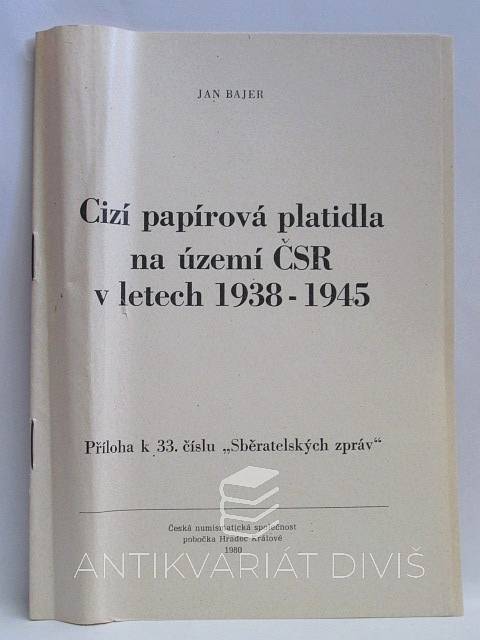 JAN BAJER
Cizí papírová platidla
na území ČSR
v letech 1938 - 1945
Příloha k 33. číslu „Sběratelských zpráv“
Česká numismatická společnost
pobočka Hradec Králové
1980
ANTIKVARIÁT DIVIŠ